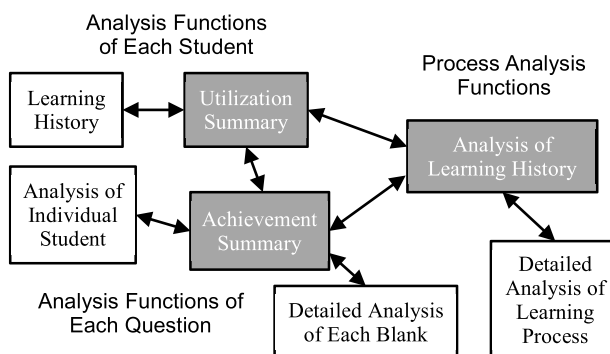 Analysis Functions
of Each Student
Process Analysis
Functions
Learning
History
Utilization
Summary
Analysis of
Learning History
Analysis of
Individual
Student
Achievement
Summary
Analysis Functions of
Each Question
Detailed Analysis
of Each Blank
Detailed
Analysis of
Learning
Process